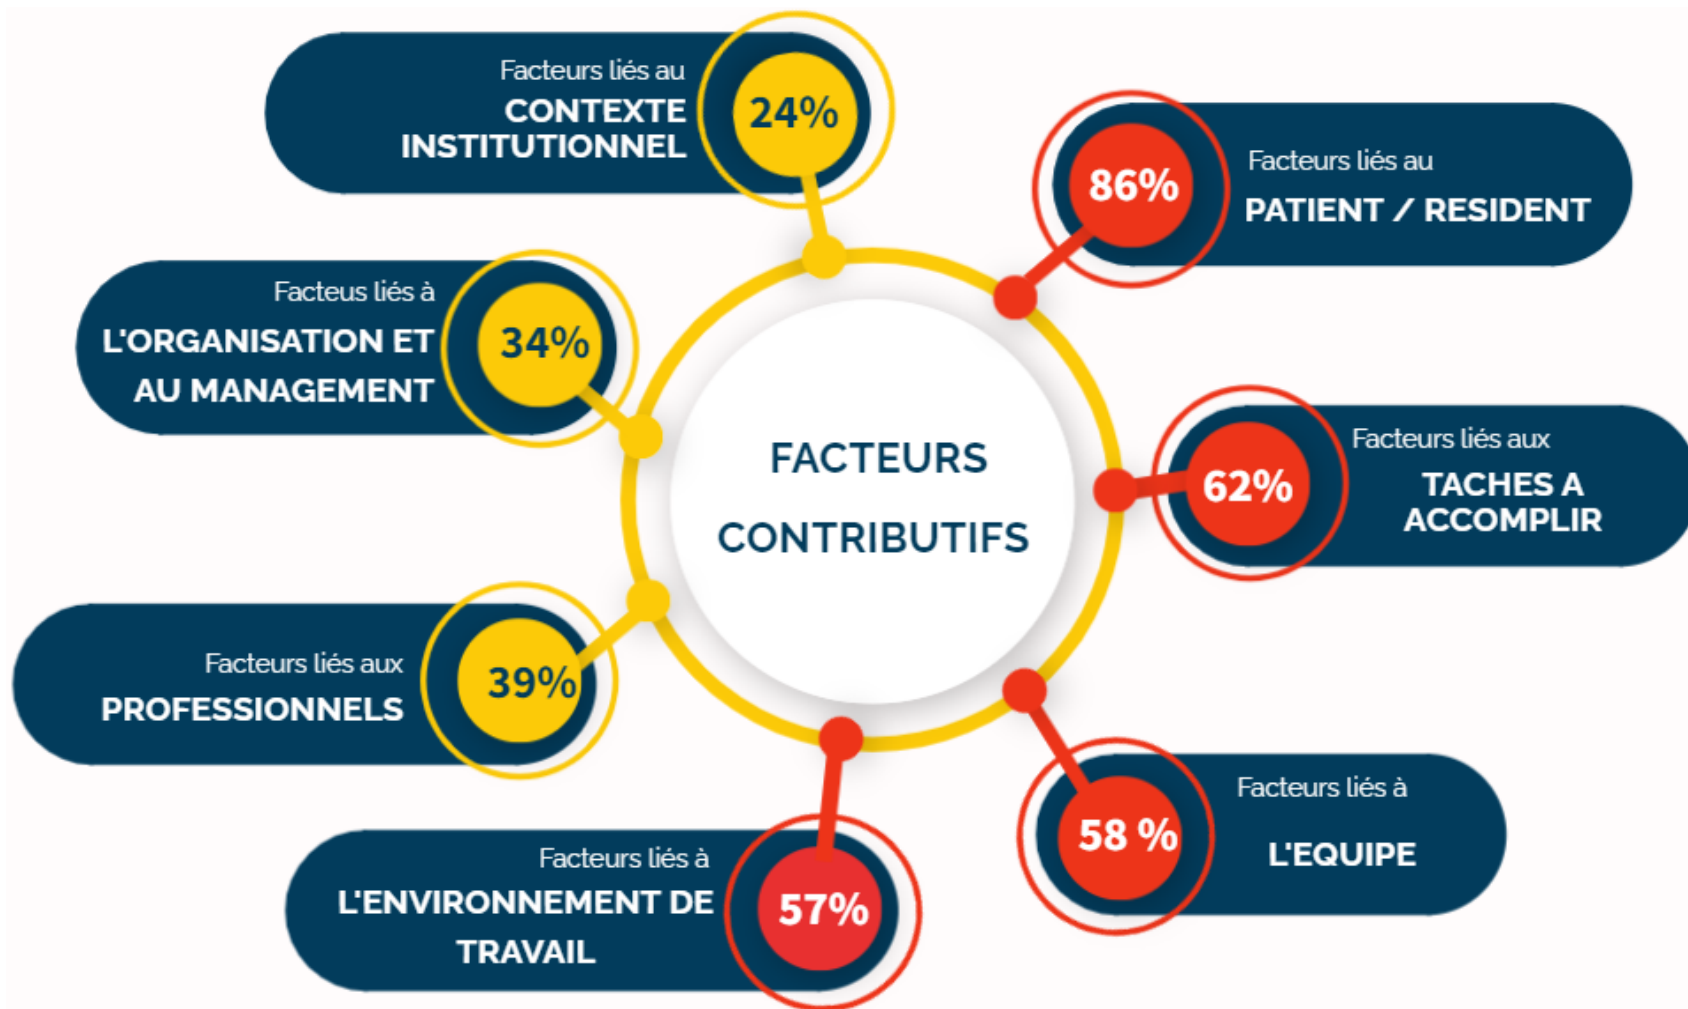 Facteurs liés au
CONTEXTE
INSTITUTIONNEL
24%
86%
Facteurs liés au
PATIENT / RESIDENT
Facteus liés à
L'ORGANISATION ET
AU MANAGEMENT
34%
62%
Facteurs liés aux
TACHES A
ACCOMPLIR
FACTEURS
CONTRIBUTIFS
Facteurs liés aux
PROFESSIONNELS
39%
58 %
Facteurs liés à
L'EQUIPE
Facteurs liés à
L'ENVIRONNEMENT DE
TRAVAIL
57%